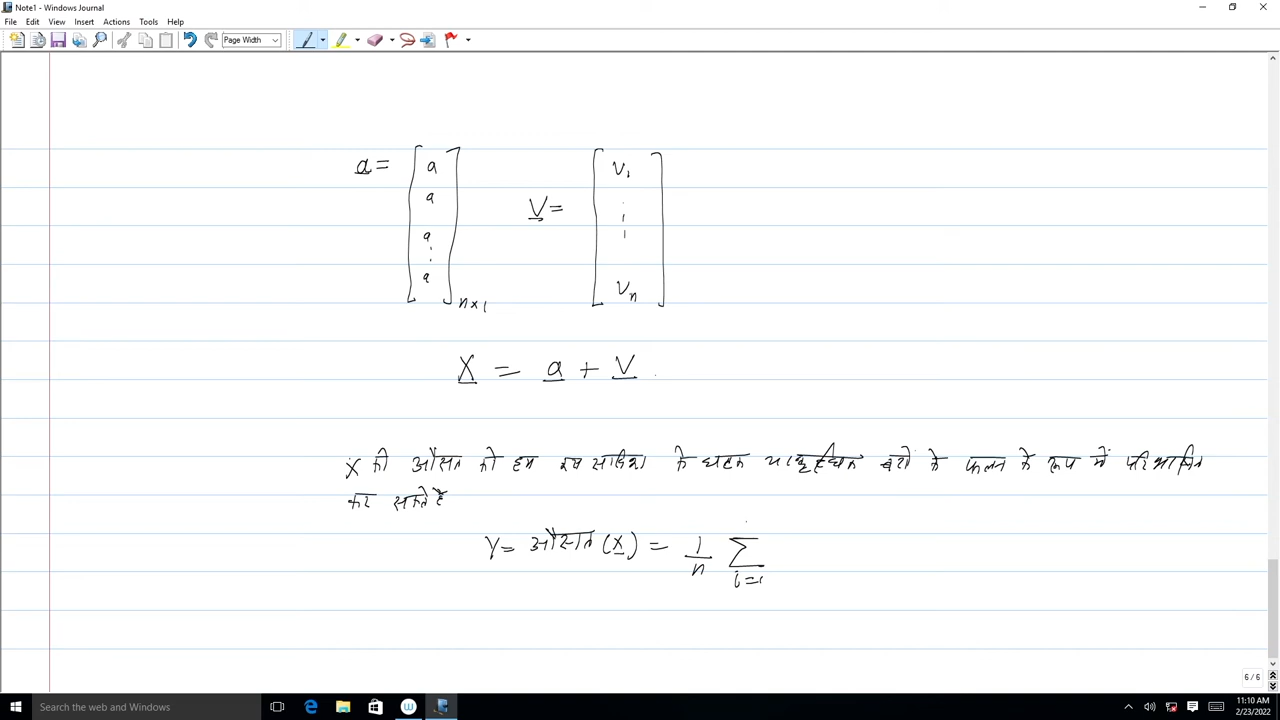 Note1 - Windows Journal
File Edit View Insert Actions Tools Help
Page Width
a = [a a a ⋮ a] n×1 V = [V1 ⋮ Vn]
X = a + V
X की औसत को हम इस सदिश के घटक यादृच्छिक चरों के फलन के रूप में परिभाषित
कर सकते हैं
Y = औसत (X) = 1/n Σ i=1
6 / 6
Search the web and Windows
11:10 AM
2/23/2022